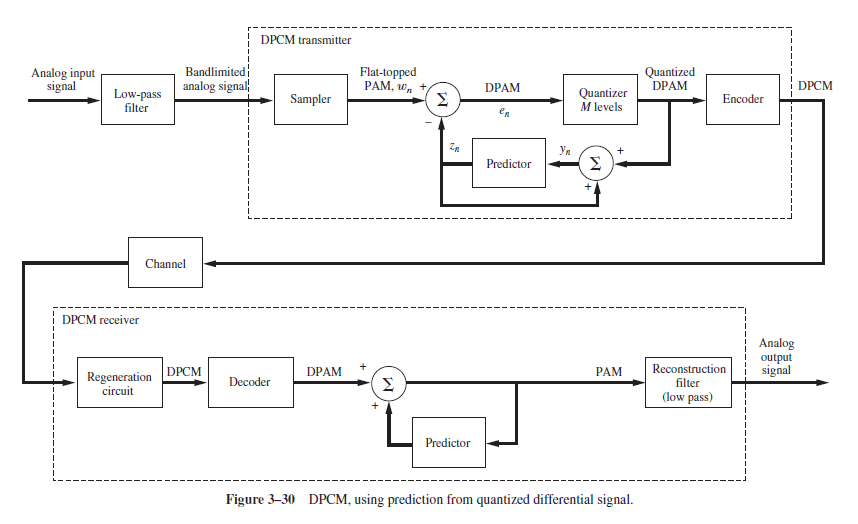 DPCM transmitter
Analog input
signal
Low-pass
filter
Bandlimited
analog signal
Sampler
Flat-topped
PAM, wn
+
Σ
−
DPAM
en
Quantizer
M levels
Quantized
DPAM
Encoder
DPCM
zn
Predictor
yn
Σ
+
+
Channel
DPCM receiver
Regeneration
circuit
DPCM
Decoder
DPAM
+
Σ
+
Predictor
PAM
Reconstruction
filter
(low pass)
Analog
output
signal
Figure 3–30 DPCM, using prediction from quantized differential signal.